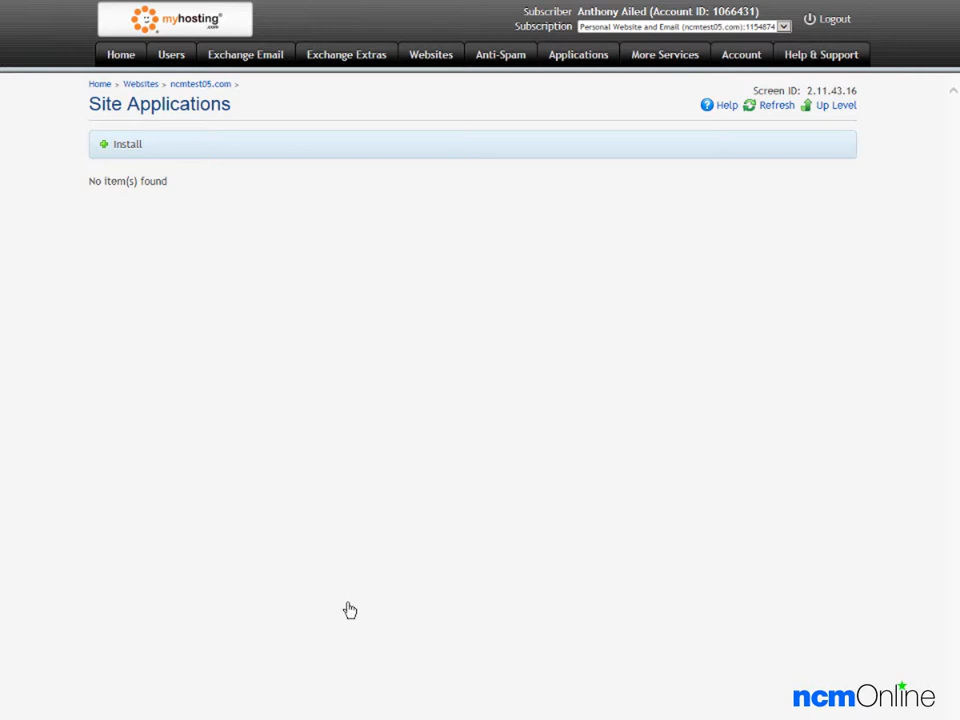 myhosting®
.com
Subscriber Anthony Ailed (Account ID: 1066431)
Subscription Personal Website and Email (ncmtest05.com):1154874
Logout
Home Users Exchange Email Exchange Extras Websites Anti-Spam Applications More Services Account Help & Support
Home > Websites > ncmtest05.com >
Screen ID: 2.11.43.16
Site Applications
Help Refresh Up Level
Install
No item(s) found
ncmOnline